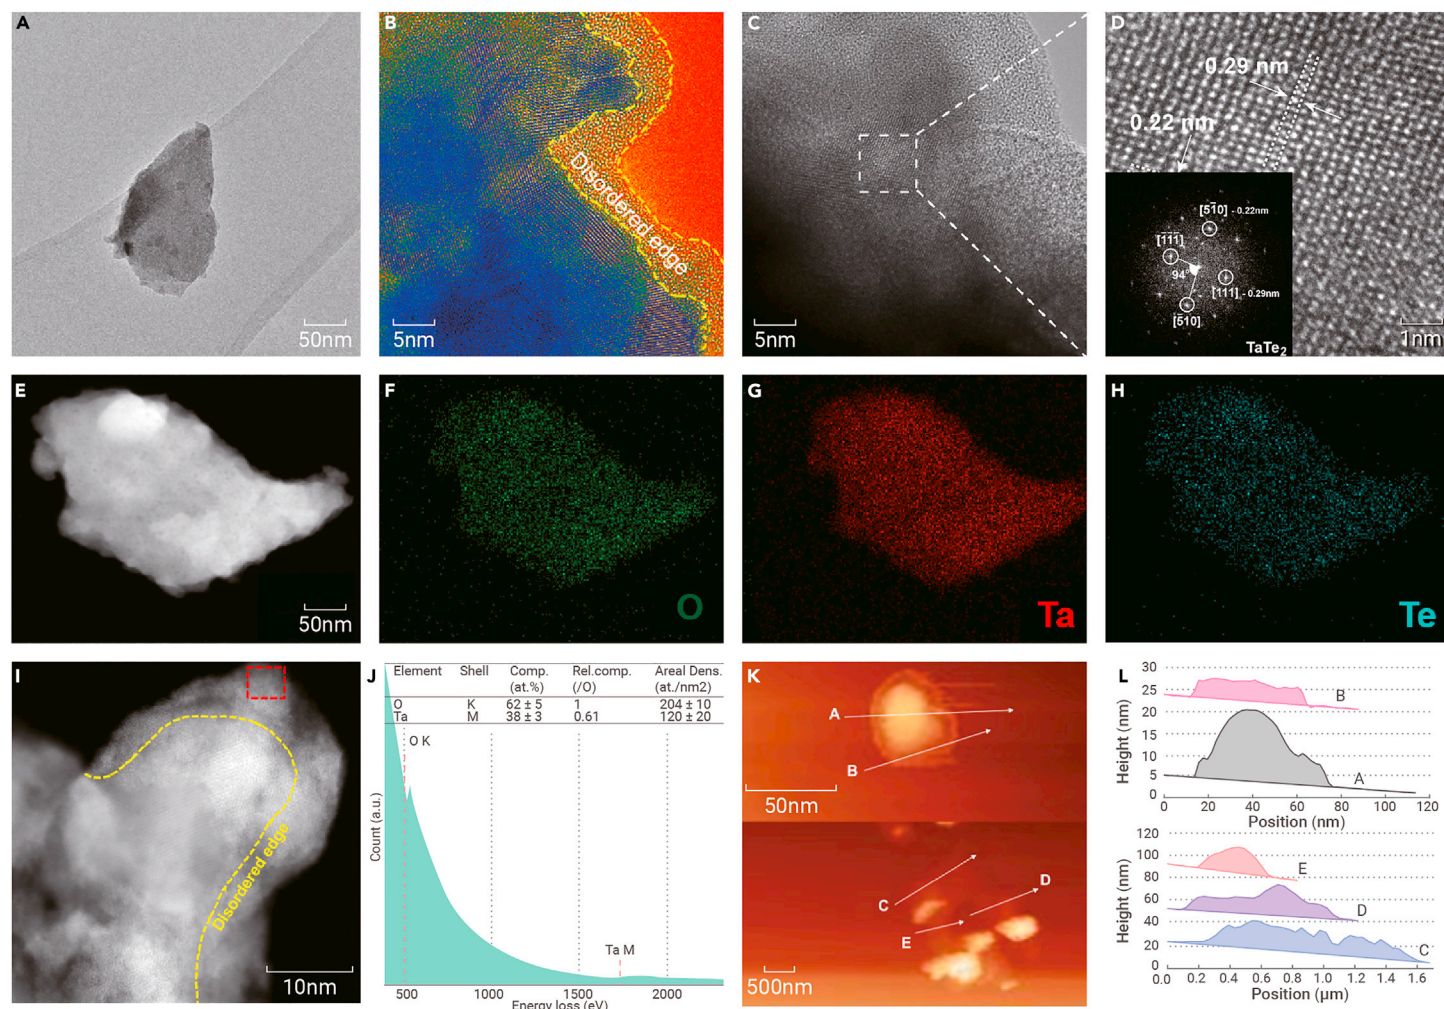 A
50nm
B
Disordered edge
5nm
C
5nm
D
0.29 nm
0.22 nm
[5̄10] - 0.22nm
[1̄1̄1̄]
94°
[111] - 0.29nm
[5̄10]
TaTe2
1nm
E
50nm
F
O
G
Ta
H
Te
I
Disordered edge
10nm
J
Element Shell Comp. Rel.comp. Areal Dens.
(at.%) (/O) (at./nm2)
O K 62 ± 5 1 204 ± 10
Ta M 38 ± 3 0.61 120 ± 20
O K
Ta M
Count (a.u.)
500 1000 1500 2000
Energy loss (eV)
K
A
B
50nm
C
D
E
500nm
L
Height (nm)
30
25
20
15
10
5
0
B
A
0 20 40 60 80 100 120
Position (nm)
Height (nm)
120
100
80
60
40
20
0
E
D
C
0.0 0.2 0.4 0.6 0.8 1.0 1.2 1.4 1.6
Position (µm)